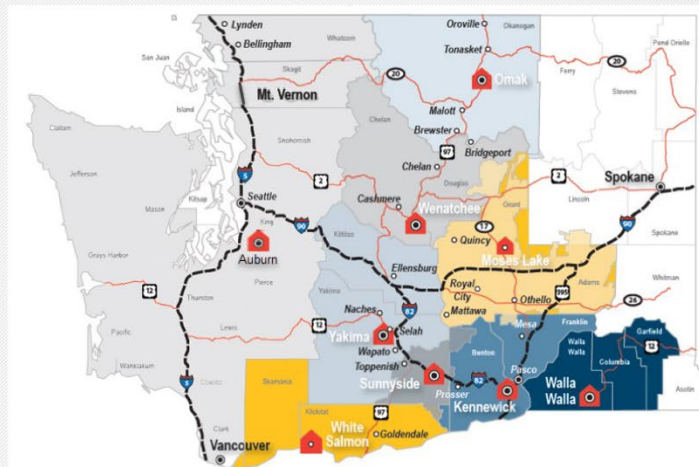 Lynden
Bellingham
Whatcom
San Juan
Skagit
Island
Mt. Vernon
Oroville
Okanogan
Tonasket
20
Omak
Ferry
Stevens
Pend Oreille
20
Clallam
Jefferson
Snohomish
Chelan
Malott
Brewster
97
Bridgeport
Chelan
Douglas
5
2
2
Mason
Kitsap
Seattle
King
90
Cashmere
Wenatchee
Grant
17
Lincoln
Spokane
90
Grays Harbor
Auburn
Kittitas
Quincy
Moses Lake
Spokane
12
Pierce
Ellensburg
Royal
City
Othello
Adams
395
Whitman
26
Thurston
Yakima
82
Mattawa
Pacific
Lewis
12
Naches
Selah
Yakima
Mesa
Franklin
Walla
Walla
Garfield
Wahkiakum
Wapato
Toppenish
Benton
Columbia
12
5
Cowlitz
Skamania
Sunnyside
82
Pasco
Asotin
Klickitat
97
Prosser
Kennewick
Walla
Walla
Clark
White
Salmon
Goldendale
Vancouver